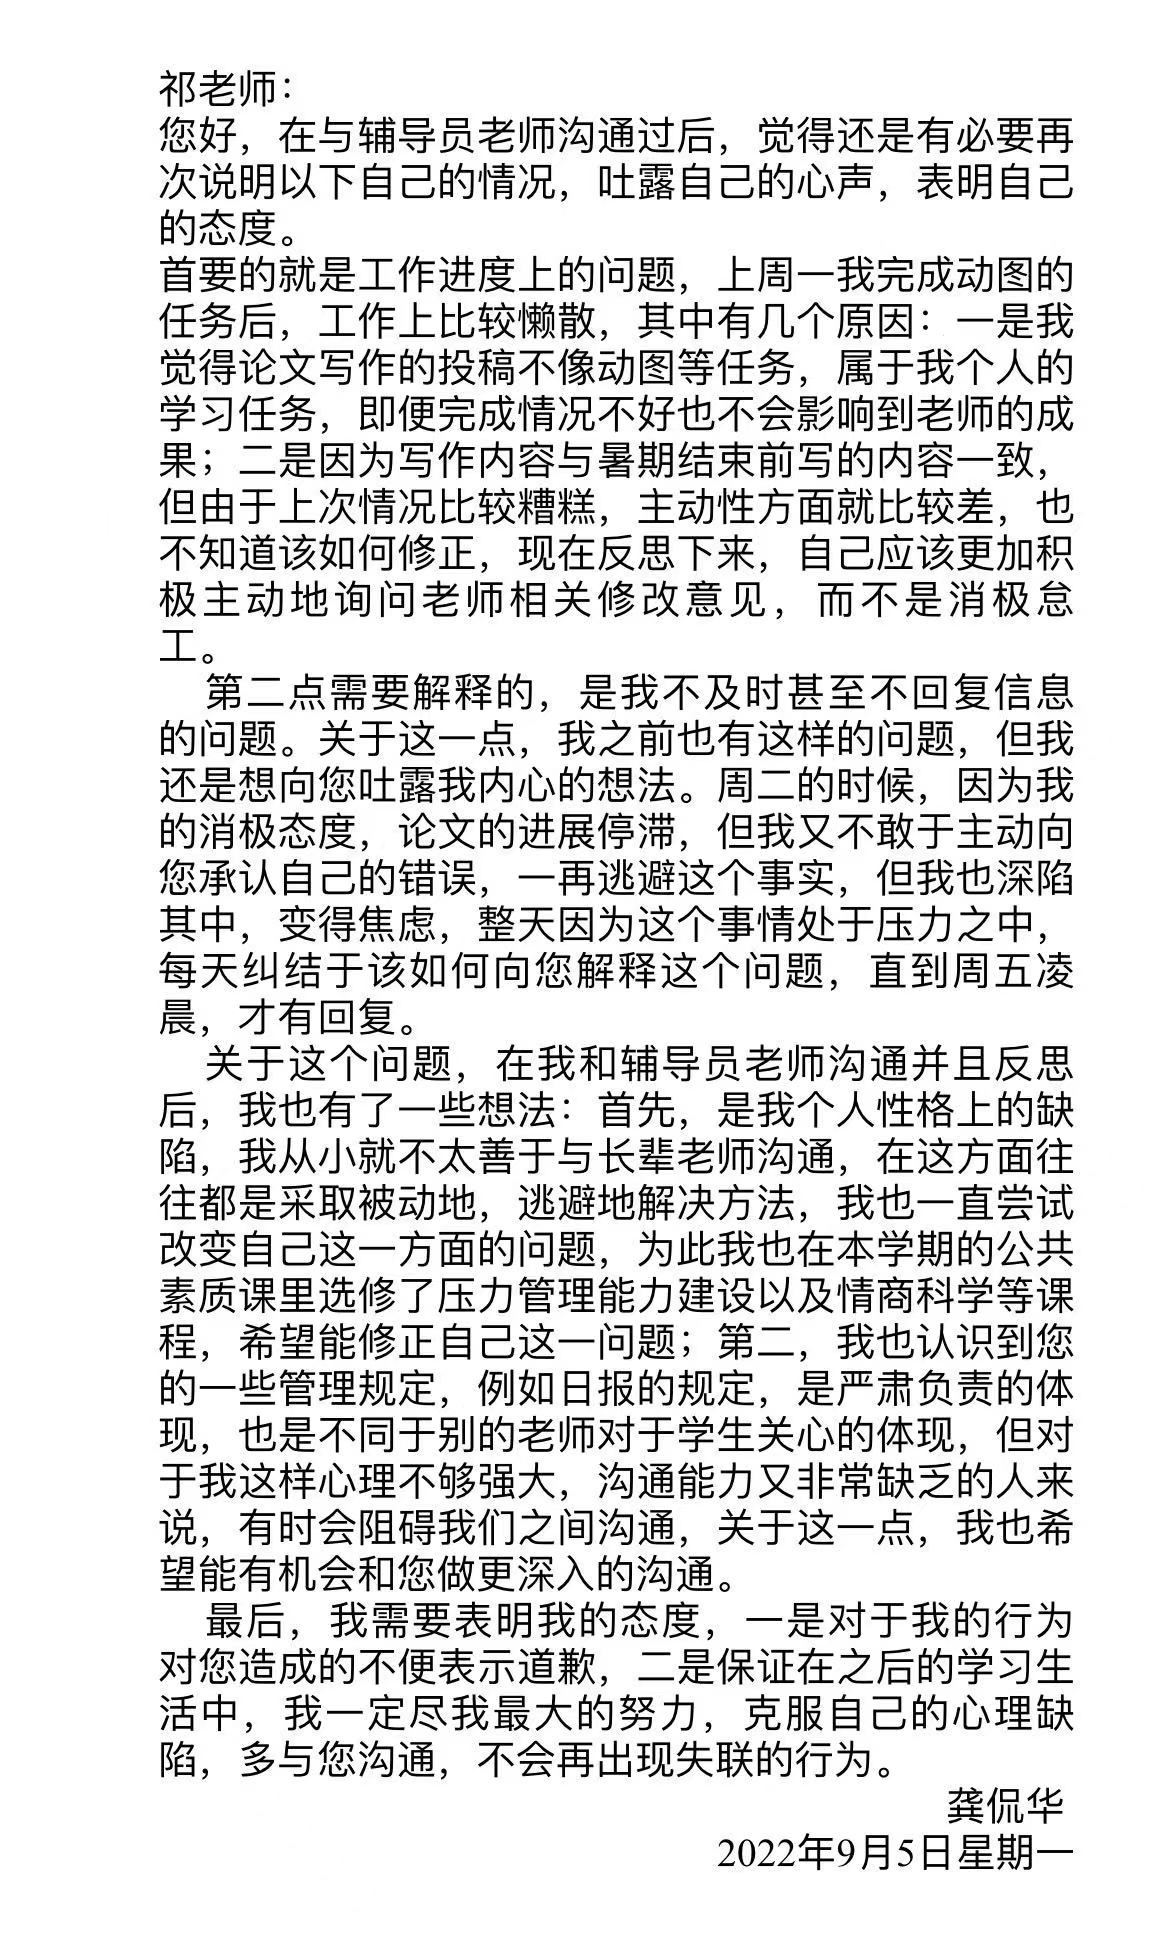 祁老师：
您好，在与辅导员老师沟通过后，觉得还是有必要再
次说明以下自己的情况，吐露自己的心声，表明自己
的态度。
首要的就是工作进度上的问题，上周一我完成动图的
任务后，工作上比较懒散，其中有几个原因：一是我
觉得论文写作的投稿不像动图等任务，属于我个人的
学习任务，即便完成情况不好也不会影响到老师的成
果；二是因为写作内容与暑期结束前写的内容一致，
但由于上次情况比较糟糕，主动性方面就比较差，也
不知道该如何修正，现在反思下来，自己应该更加积
极主动地询问老师相关修改意见，而不是消极怠
工。
第二点需要解释的，是我不及时甚至不回复信息
的问题。关于这一点，我之前也有这样的问题，但我
还是想向您吐露我内心的想法。周二的时候，因为我
的消极态度，论文的进展停滞，但我又不敢于主动向
您承认自己的错误，一再逃避这个事实，但我也深陷
其中，变得焦虑，整天因为这个事情处于压力之中，
每天纠结于该如何向您解释这个问题，直到周五凌
晨，才有回复。
关于这个问题，在我和辅导员老师沟通并且反思
后，我也有了一些想法：首先，是我个人性格上的缺
陷，我从小就不太善于与长辈老师沟通，在这方面往
往都是采取被动地，逃避地解决方法，我也一直尝试
改变自己这一方面的问题，为此我也在本学期的公共
素质课里选修了压力管理能力建设以及情商科学等课
程，希望能修正自己这一问题；第二，我也认识到您
的一些管理规定，例如日报的规定，是严肃负责的体
现，也是不同于别的老师对于学生关心的体现，但对
于我这样心理不够强大，沟通能力又非常缺乏的人来
说，有时会阻碍我们之间沟通，关于这一点，我也希
望能有机会和您做更深入的沟通。
最后，我需要表明我的态度，一是对于我的行为
对您造成的不便表示道歉，二是保证在之后的学习生
活中，我一定尽我最大的努力，克服自己的心理缺
陷，多与您沟通，不会再出现失联的行为。
龚侃华
2022年9月5日星期一